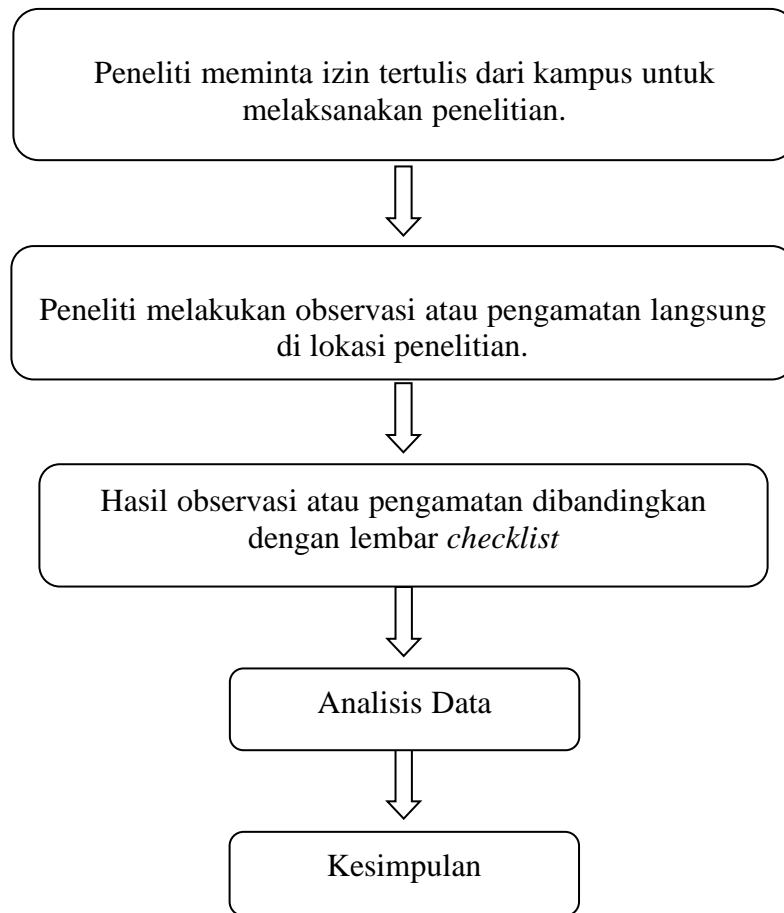 Peneliti meminta izin tertulis dari kampus untuk
melaksanakan penelitian.
Peneliti melakukan observasi atau pengamatan langsung
di lokasi penelitian.
Hasil observasi atau pengamatan dibandingkan
dengan lembar checklist
Analisis Data
Kesimpulan